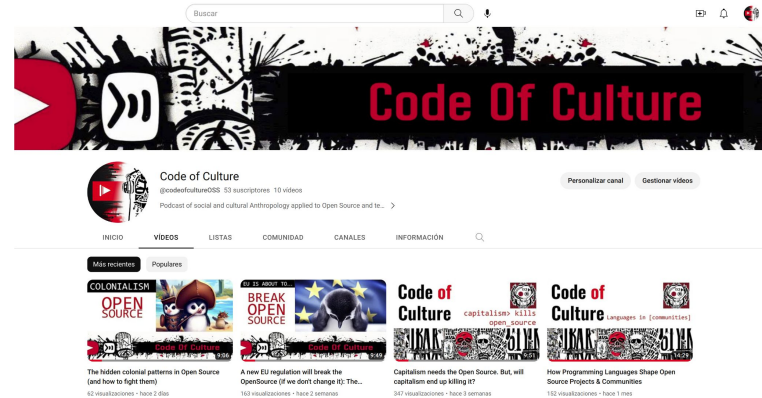 Buscar
Code Of Culture
Code of Culture
@codeofcultureOSS 53 suscriptores 10 vídeos
Podcast of social and cultural Anthropology applied to Open Source and te...
Personalizar canal
Gestionar vídeos
INICIO
VÍDEOS
LISTAS
COMUNIDAD
CANALES
INFORMACIÓN
Más recientes
Populares
COLONIALISM
OPEN
SOURCE
Code Of Culture
9:06
The hidden colonial patterns in Open Source
(and how to fight them)
62 visualizaciones • hace 2 días
EU IS ABOUT TO...
BREAK
OPEN
SOURCE
Code Of Culture
9:49
A new EU regulation will break the
OpenSource (if we don't change it): The...
163 visualizaciones • hace 2 semanas
Code of
Culture
capitalism> kills
open_source
9:51
Capitalism needs the Open Source. But, will
capitalism end up killing it?
347 visualizaciones • hace 3 semanas
Code of
Culture
Languages in [communities]
14:29
How Programming Languages Shape Open
Source Projects & Communities
152 visualizaciones • hace 1 mes